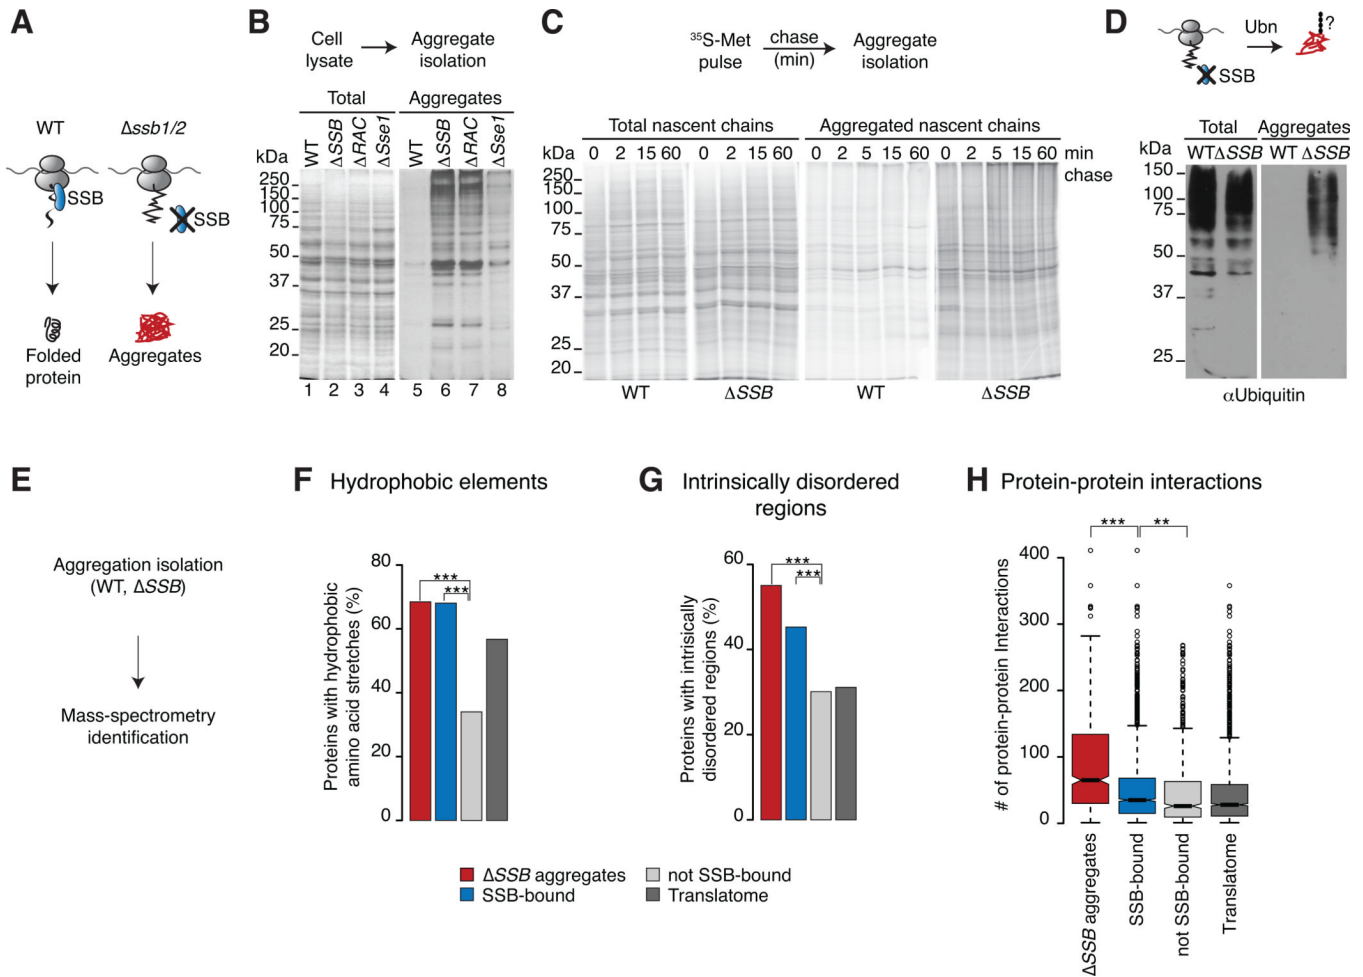 A
WT
Δssb1/2
SSB
SSB
Folded
protein
Aggregates
B
Cell
lysate
Aggregate
isolation
Total
Aggregates
kDa
WT
ΔSSB
ΔRAC
ΔSse1
WT
ΔSSB
ΔRAC
ΔSse1
250
150
100
75
50
37
25
20
1 2 3 4 5 6 7 8
C
35S-Met
pulse
chase
(min)
Aggregate
isolation
Total nascent chains
Aggregated nascent chains
kDa
0 2 15 60 0 2 15 60 0 2 5 15 60 0 2 5 15 60 min
chase
250
150
100
75
50
37
25
20
WT
ΔSSB
WT
ΔSSB
D
Ubn
?
SSB
Total
Aggregates
kDa
WT ΔSSB WT ΔSSB
150
100
75
50
37
25
αUbiquitin
E
Aggregation isolation
(WT, ΔSSB)
Mass-spectrometry
identification
F
Hydrophobic elements
Proteins with hydrophobic
amino acid stretches (%)
80
60
40
20
0
***
***
G
Intrinsically disordered
regions
Proteins with intrisically
disordered regions (%)
60
40
20
0
***
***
H
Protein-protein interactions
# of protein-protein Interactions
400
300
200
100
0
***
**
ΔSSB aggregates
SSB-bound
not SSB-bound
Translatome
ΔSSB aggregates
not SSB-bound
SSB-bound
Translatome